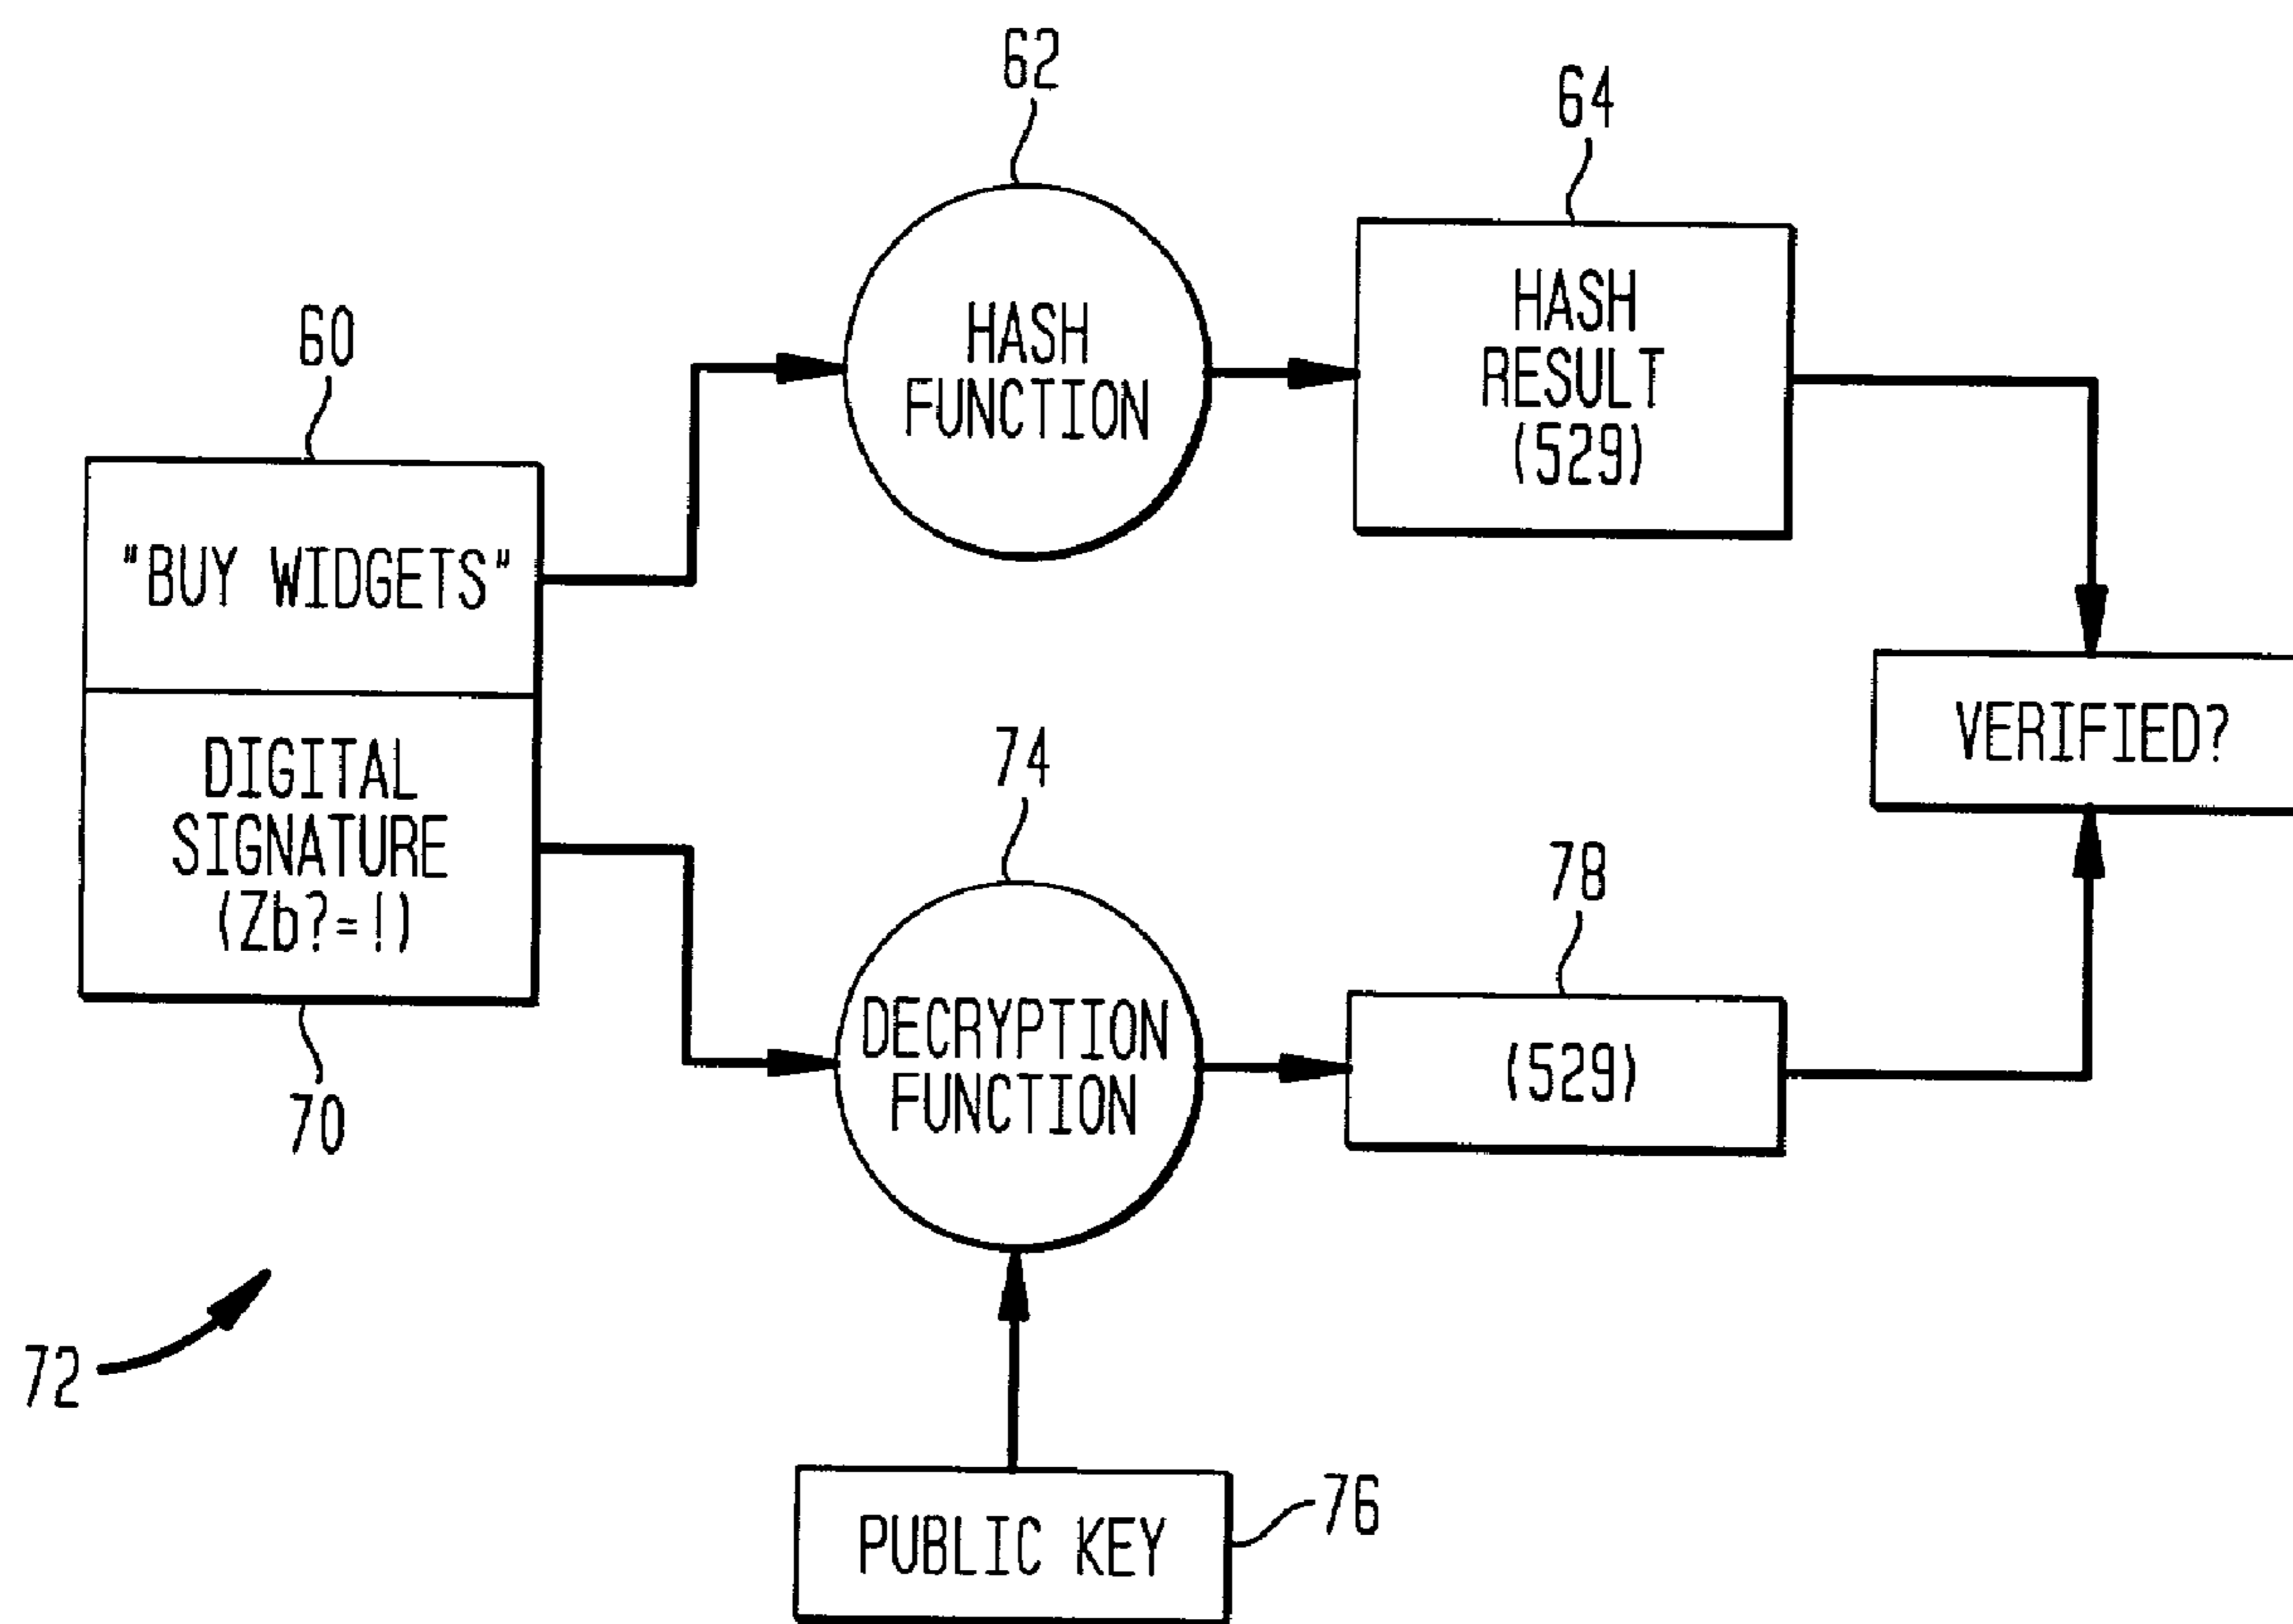 62
64
60
HASH
FUNCTION
HASH
RESULT
(529)
"BUY WIDGETS"
DIGITAL
SIGNATURE
(Zb?=!)
70
74
DECRYPTION
FUNCTION
78
(529)
VERIFIED?
72
PUBLIC KEY
76